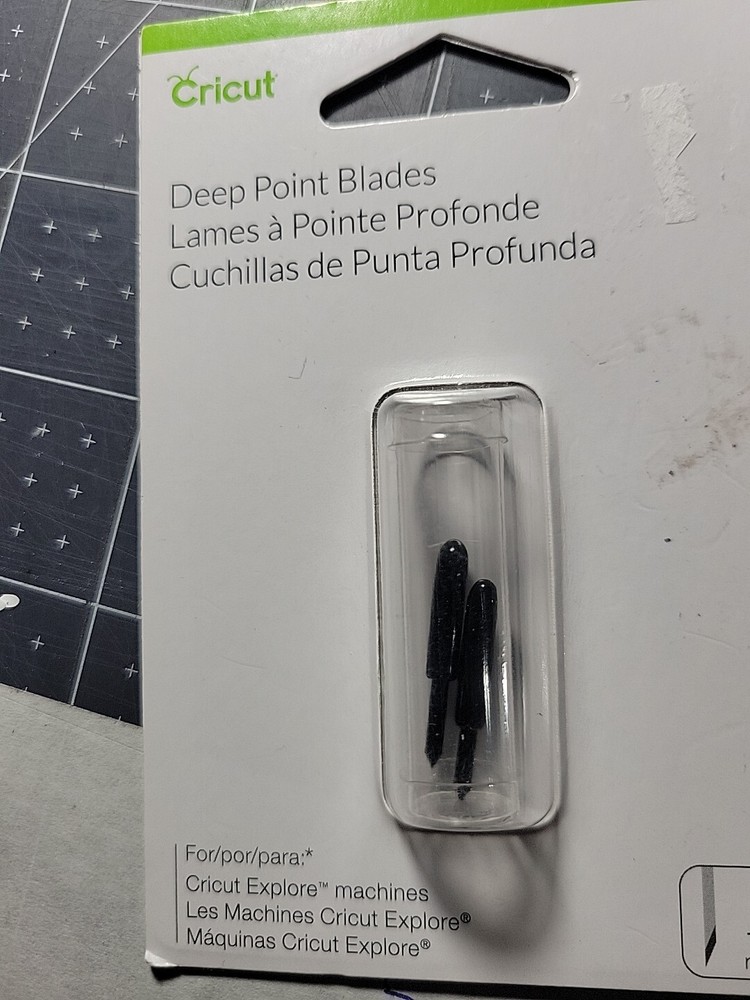 Cricut
Deep Point Blades
Lames à Pointe Profonde
Cuchillas de Punta Profunda
For/por/para:*
Cricut Explore™ machines
Les Machines Cricut Explore®
Máquinas Cricut Explore®